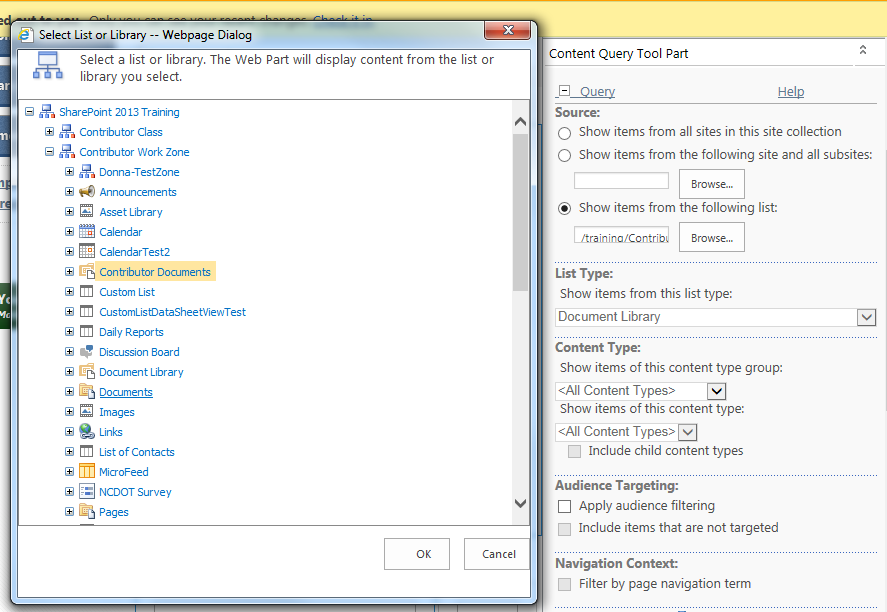 ed out to you. Only you can see your recent changes. Check it in.
Select List or Library -- Webpage Dialog
Select a list or library. The Web Part will display content from the list or
library you select.
SharePoint 2013 Training
Contributor Class
Contributor Work Zone
Donna-TestZone
Announcements
Asset Library
Calendar
CalendarTest2
Contributor Documents
Custom List
CustomListDataSheetViewTest
Daily Reports
Discussion Board
Document Library
Documents
Images
Links
List of Contacts
MicroFeed
NCDOT Survey
Pages
OK Cancel
Content Query Tool Part
Query Help
Source:
Show items from all sites in this site collection
Show items from the following site and all subsites:
Browse...
Show items from the following list:
/training/Contribu Browse...
List Type:
Show items from this list type:
Document Library
Content Type:
Show items of this content type group:
<All Content Types>
Show items of this content type:
<All Content Types>
Include child content types
Audience Targeting:
Apply audience filtering
Include items that are not targeted
Navigation Context:
Filter by page navigation term